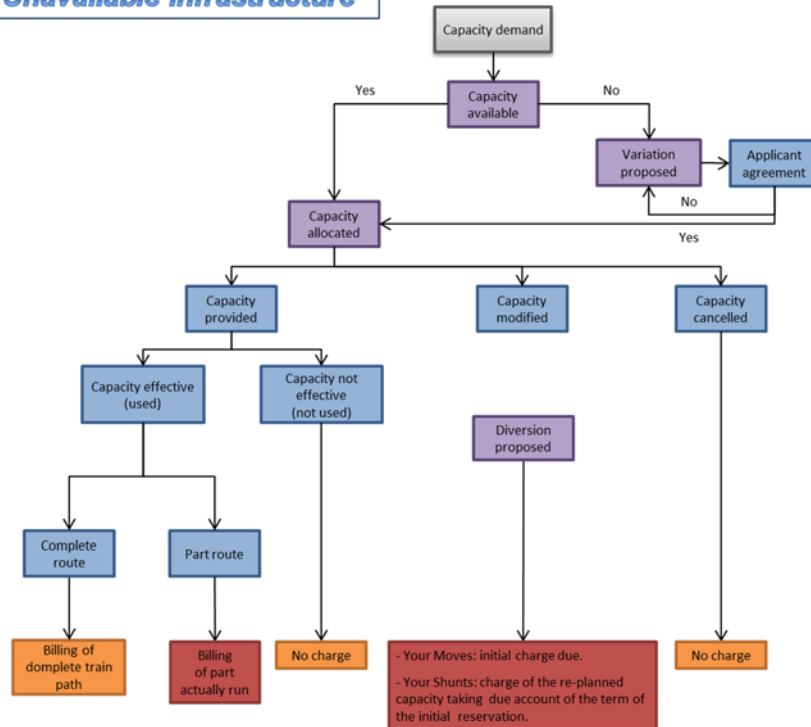 Unavailable infrastructure
Capacity demand
Yes
Capacity
available
No
Variation
proposed
Applicant
agreement
No
Capacity
allocated
Yes
Capacity
provided
Capacity
modified
Capacity
cancelled
Capacity effective
(used)
Capacity not
effective
(not used)
Diversion
proposed
Complete
route
Part route
Billing of
domplete train
path
Billing
of part
actually run
No charge
- Your Moves: initial charge due.
- Your Shunts: charge of the re-planned
capacity taking due account of the term of
the initial reservation.
No charge